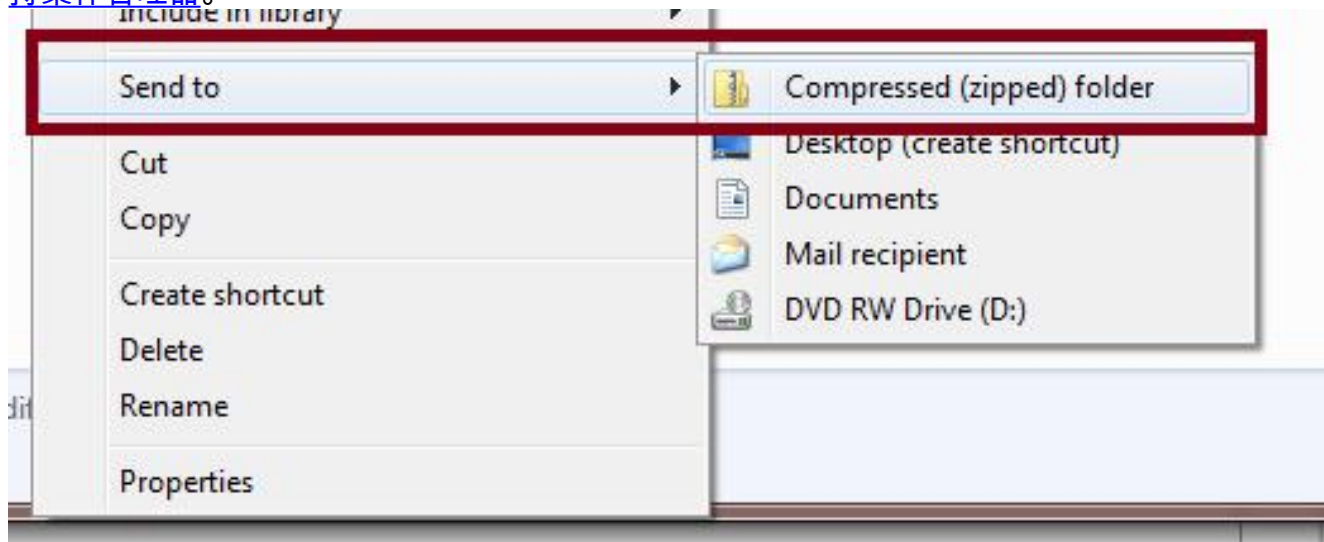 Include in library
Send to
Compressed (zipped) folder
Desktop (create shortcut)
Cut
Documents
Copy
Mail recipient
Create shortcut
DVD RW Drive (D:)
Delete
Rename
Properties